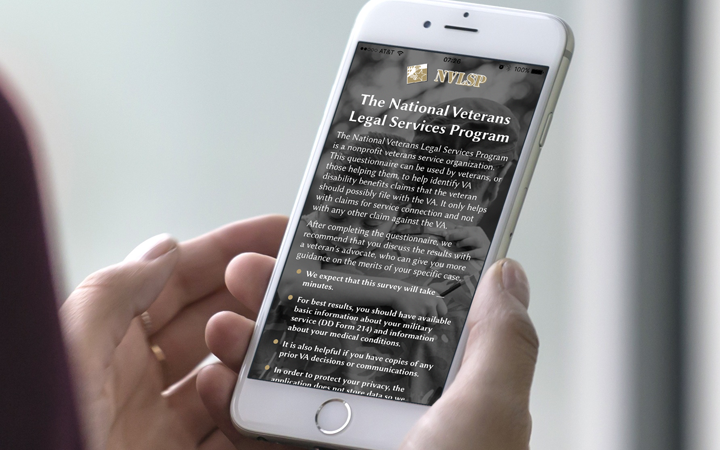 AT&T
100%
NVLSP
The National Veterans
Legal Services Program
The National Veterans Legal Services Program
is a nonprofit veterans service organization.
This questionnaire can be used by veterans, or
those helping them, to help identify VA
disability benefits claims that the veteran
should possibly file with the VA. It only helps
with claims for service connection and not
with any other claim against the VA.
After completing the questionnaire, we
recommend that you discuss the results with
a veteran's advocate, who can give you more
guidance on the merits of your specific case.
We expect that this survey will take
minutes.
For best results, you should have available
basic information about your military
service (DD Form 214) and information
about your medical conditions.
It is also helpful if you have copies of any
prior VA decisions or communications.
In order to protect your privacy, the
application does not store data so we